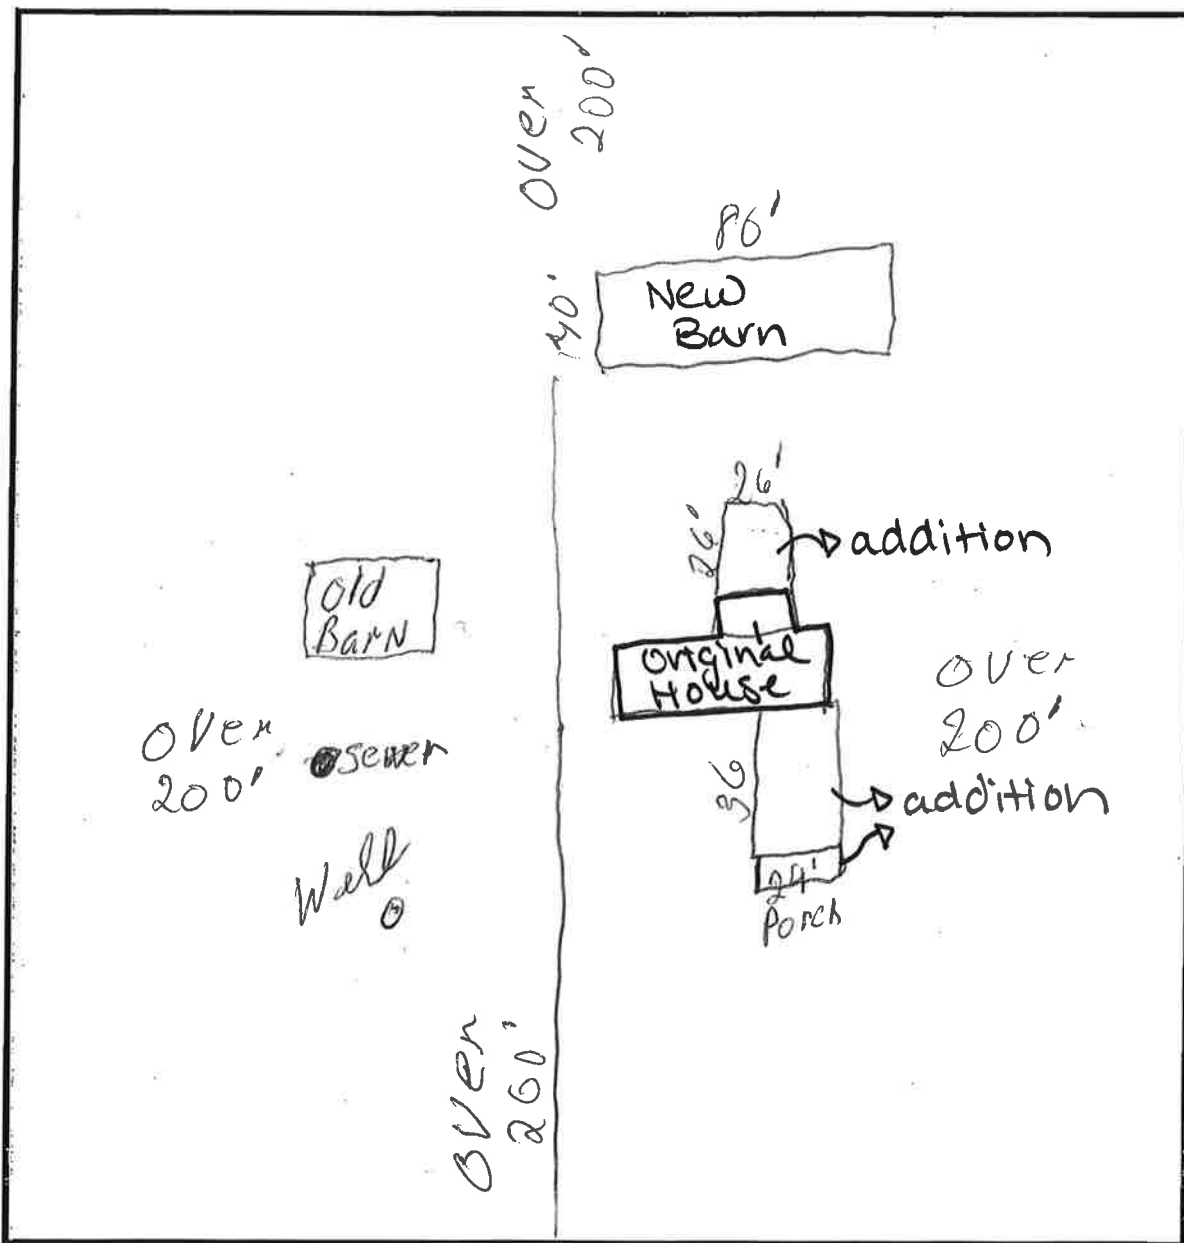 Over
200'
80'
40'
New
Barn
26'
26'
addition
Old
Barn
Original
House
Over
200'
Over
200'
sewer
36
addition
Well
24'
Porch
Over
200'